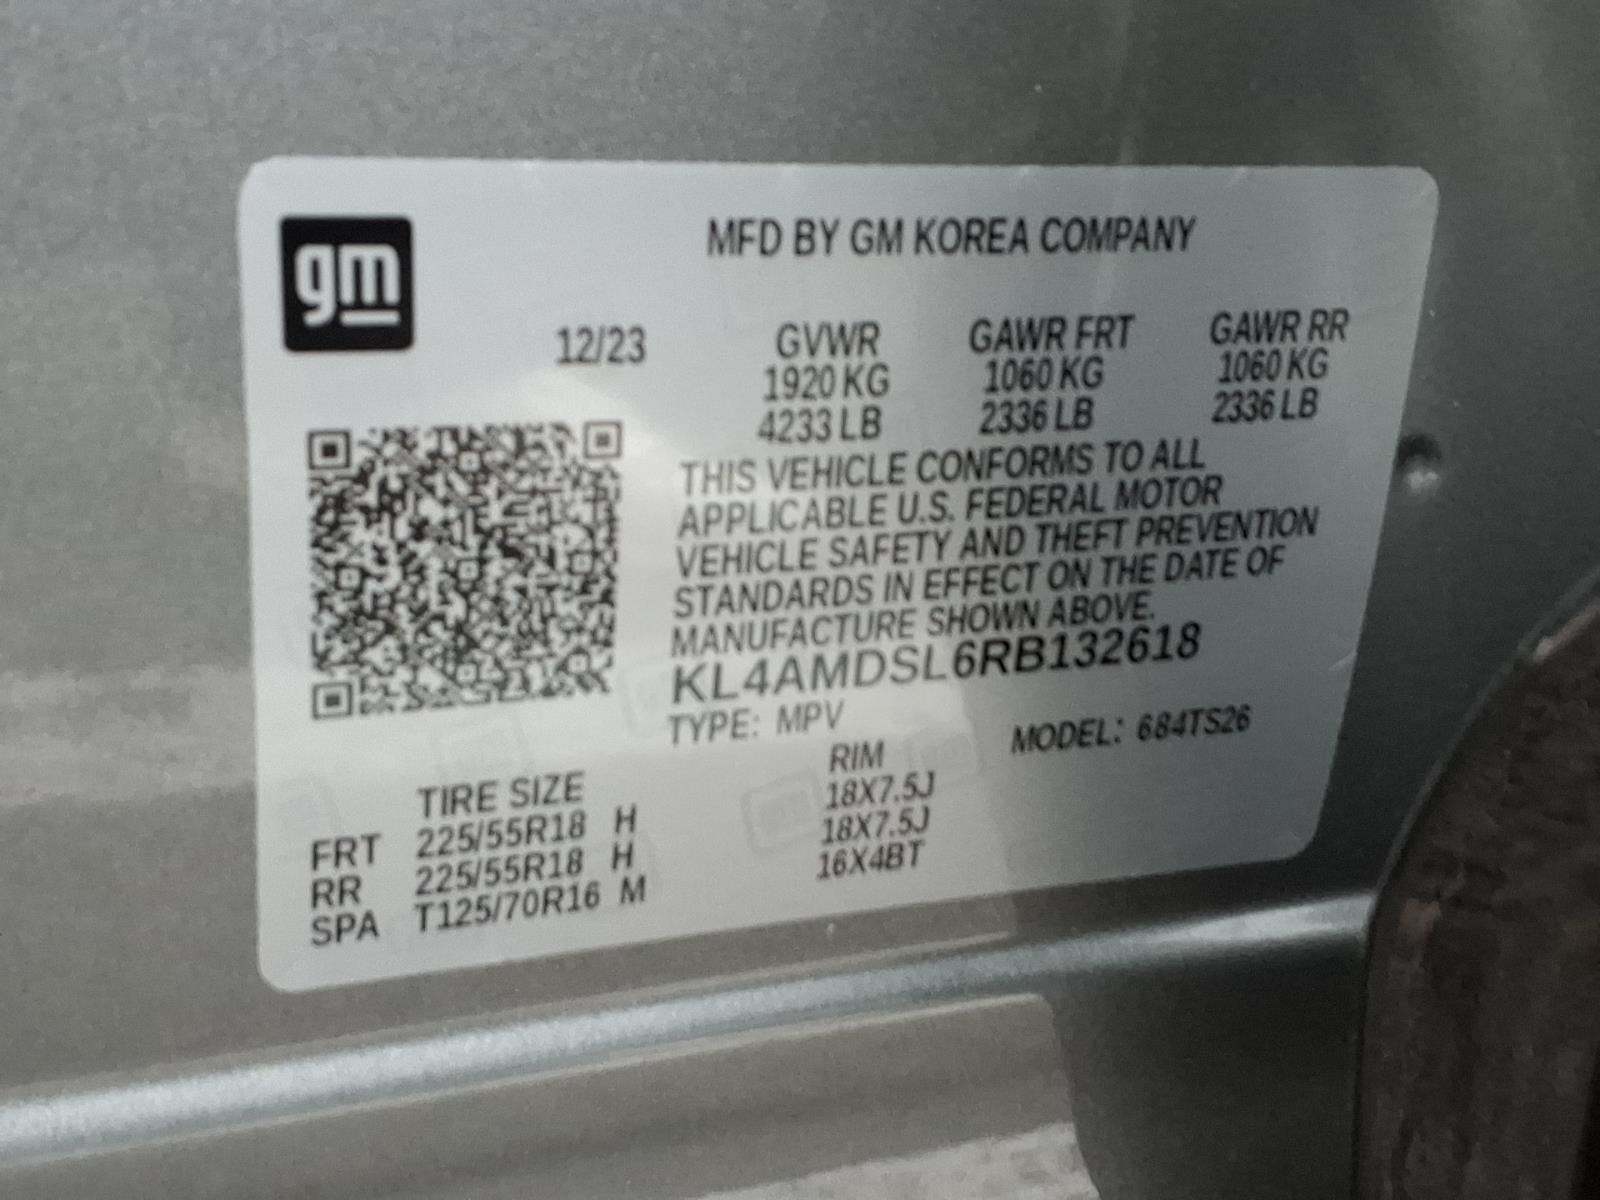 gm
MFD BY GM KOREA COMPANY
12/23 GVWR GAWR FRT GAWR RR
1920 KG 1060 KG 1060 KG
4233 LB 2336 LB 2336 LB
THIS VEHICLE CONFORMS TO ALL
APPLICABLE U.S. FEDERAL MOTOR
VEHICLE SAFETY AND THEFT PREVENTION
STANDARDS IN EFFECT ON THE DATE OF
MANUFACTURE SHOWN ABOVE.
KL4AMDSL6RB132618
TYPE: MPV MODEL: 684TS26
TIRE SIZE RIM
FRT 225/55R18 H 18X7.5J
RR 225/55R18 H 18X7.5J
SPA T125/70R16 M 16X4BT